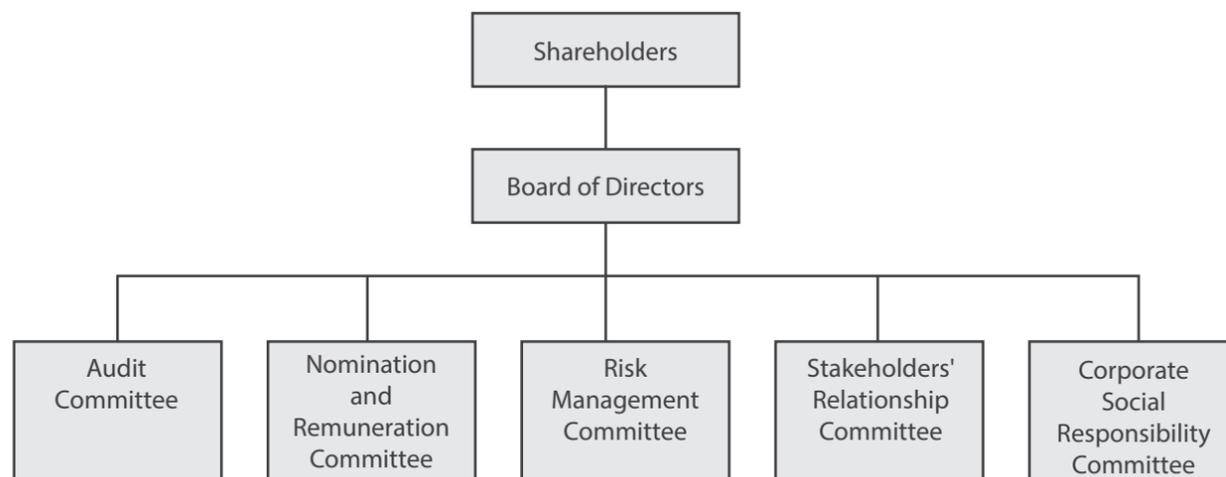 Shareholders
Board of Directors
Audit
Committee
Nomination
and
Remuneration
Committee
Risk
Management
Committee
Stakeholders'
Relationship
Committee
Corporate
Social
Responsibility
Committee